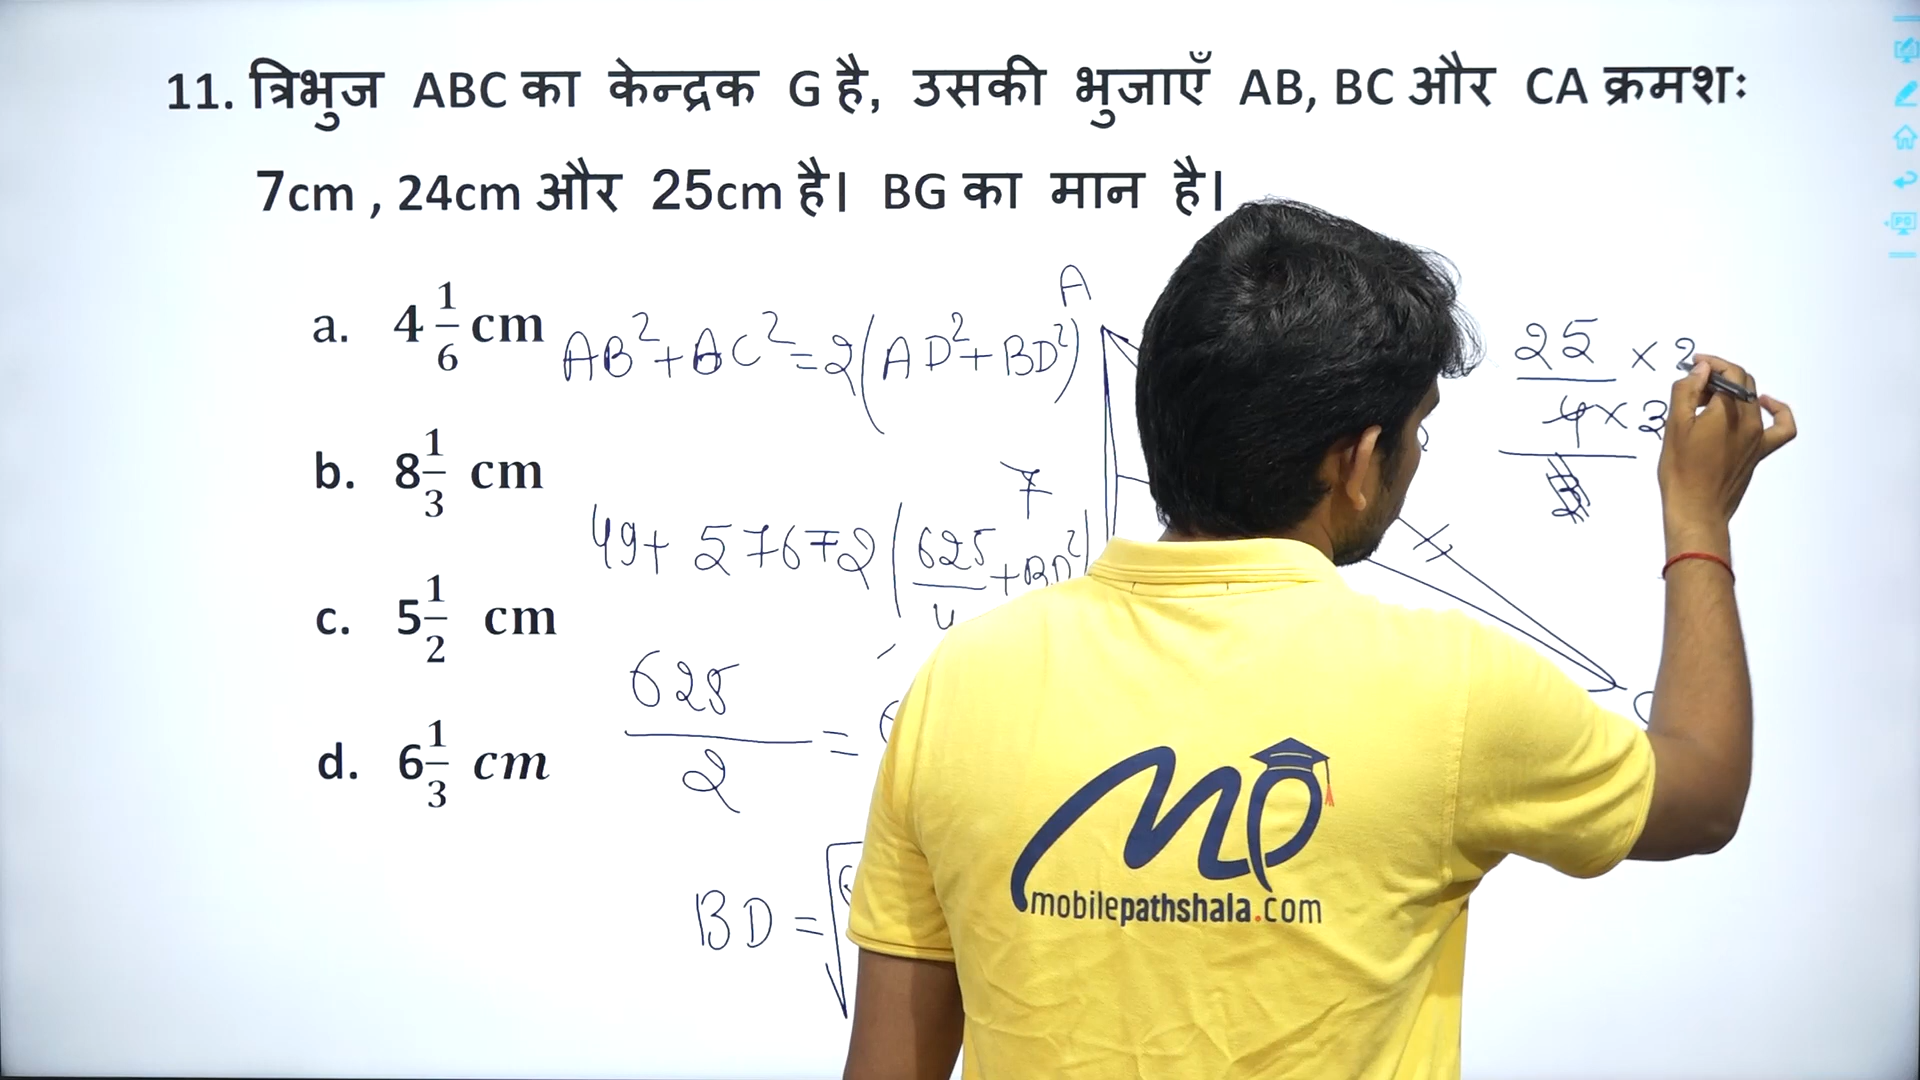 11. त्रिभुज ABC का केन्द्रक G है, उसकी भुजाएँ AB, BC और CA क्रमशः
7cm , 24cm और 25cm है। BG का मान है।
a. 4 1/6 cm
b. 8 1/3 cm
c. 5 1/2 cm
d. 6 1/3 cm
AB²+AC²=2(AD²+BD²)
49+576=2(625/4+BD²)
625/2 =
BD = √
A
7
25 × 2
4×3
mobilepathshala.com